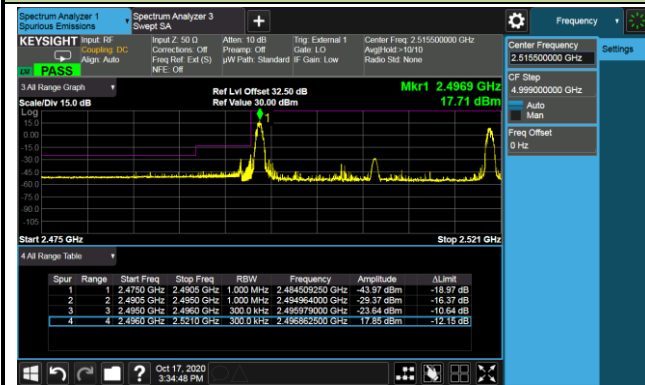 Spectrum Analyzer 1
Spurious Emissions
Spectrum Analyzer 3
Swept SA
Frequency
KEYSIGHT
Input: RF
Coupling: DC
Align: Auto
Input Z: 50 Ω
Corrections: Off
Freq Ref: Ext (S)
NFE: Off
Atten: 10 dB
Preamp: Off
µW Path: Standard
Trig: External 1
Gate: LO
IF Gain: Low
Center Freq: 2.515500000 GHz
Avg|Hold:>10/10
Radio Std: None
PASS
Center Frequency
2.515500000 GHz
Settings
CF Step
4.999000000 GHz
Auto
Man
Freq Offset
0 Hz
3 All Range Graph
Scale/Div 15.0 dB
Ref Lvl Offset 32.50 dB
Ref Value 30.00 dBm
Mkr1 2.4969 GHz
17.71 dBm
Log
15.0
0.00
-15.0
-30.0
-45.0
-60.0
-75.0
-90.0
-105
1
Start 2.475 GHz
Stop 2.521 GHz
4 All Range Table
Spur Range Start Freq Stop Freq RBW Frequency Amplitude ΔLimit
1 1 2.4750 GHz 2.4905 GHz 1.000 MHz 2.484509250 GHz -43.97 dBm -18.97 dB
2 2 2.4905 GHz 2.4950 GHz 1.000 MHz 2.494964000 GHz -29.37 dBm -16.37 dB
3 3 2.4950 GHz 2.4960 GHz 300.0 kHz 2.495979000 GHz -23.64 dBm -10.64 dB
4 4 2.4960 GHz 2.5210 GHz 300.0 kHz 2.496862500 GHz 17.85 dBm -12.15 dB
Oct 17, 2020
3:34:48 PM